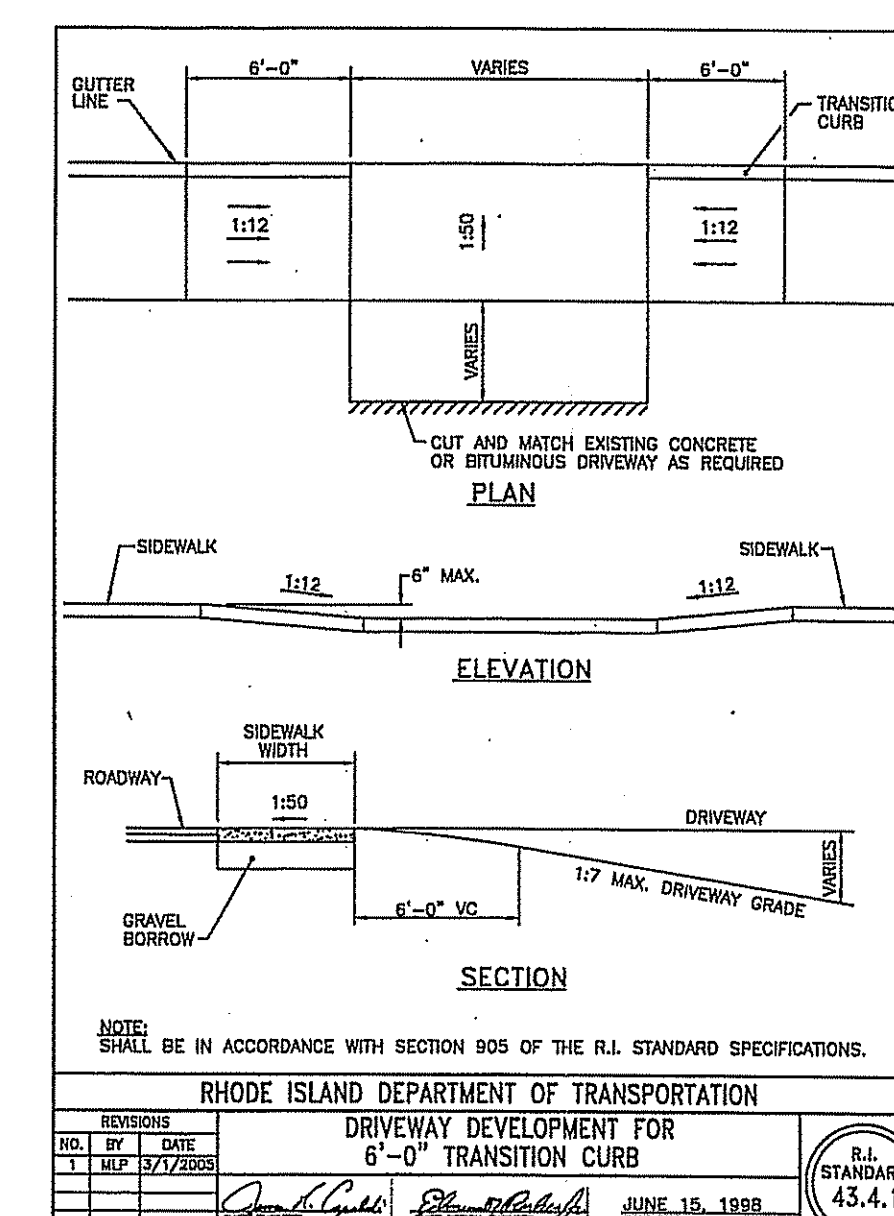 6'-0"
VARIES
6'-0"
GUTTER
LINE
CURB
1:12
1:50
1:12
VARIES
CUT AND MATCH EXISTING CONCRETE
OR BITUMINOUS DRIVEWAY AS REQUIRED
PLAN
SIDEWALK
1:12
6" MAX.
1:12
SIDEWALK
ELEVATION
SIDEWALK
WIDTH
ROADWAY
1:50
DRIVEWAY
VARIES
1:7 MAX. DRIVEWAY GRADE
6'-0" VC
GRAVEL
BORROW
SECTION
NOTE:
SHALL BE IN ACCORDANCE WITH SECTION 905 OF THE R.I. STANDARD SPECIFICATIONS.
RHODE ISLAND DEPARTMENT OF TRANSPORTATION
REVISIONS
NO. BY DATE
1 MLP 3/1/2005
DRIVEWAY DEVELOPMENT FOR
6'-0" TRANSITION CURB
JUNE 15, 1998
R.I.
43.4.